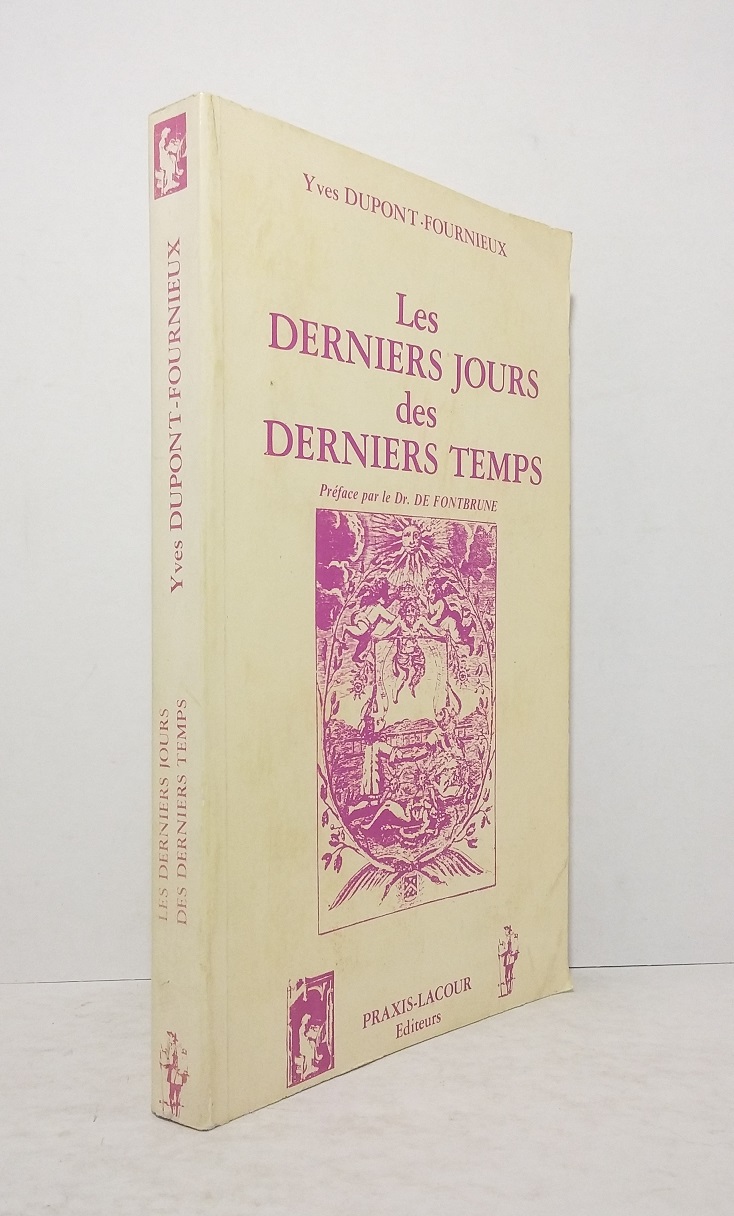 Yves DUPONT-FOURNIEUX
LES DERNIERS JOURS
DES DERNIERS TEMPS
Yves DUPONT-FOURNIEUX
Les
DERNIERS JOURS
des
DERNIERS TEMPS
Préface par le Dr. DE FONTBRUNE
PRAXIS-LACOUR
Editeurs